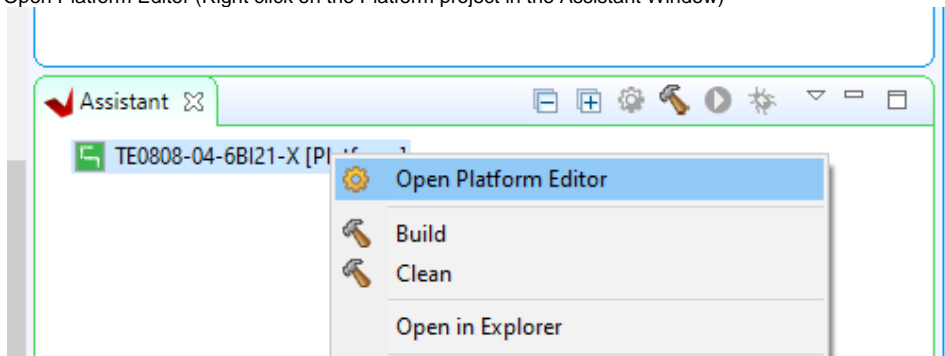 Open Platform Editor (Right click on the Platform project in the Assistant Window)
Assistant
TE0808-04-6BI21-X
Open Platform Editor
Build
Clean
Open in Explorer